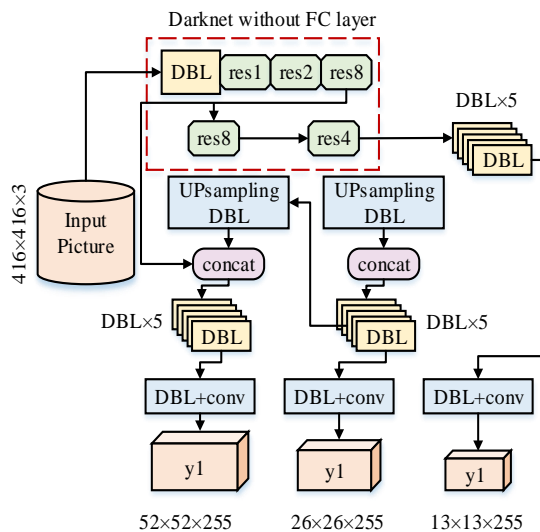 Darknet without FC layer
DBL
res1
res2
res8
res8
res4
DBL×5
DBL
416×416×3
Input
Picture
UPsampling
DBL
UPsampling
DBL
concat
concat
DBL×5
DBL
DBL
DBL×5
DBL+conv
DBL+conv
DBL+conv
y1
y1
y1
52×52×255
26×26×255
13×13×255